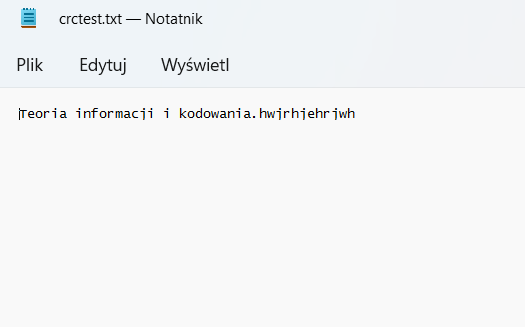 crctest.txt — Notatnik
Plik Edytuj Wyświetl
Teoria informacji i kodowania.hwjrhjehrjwh